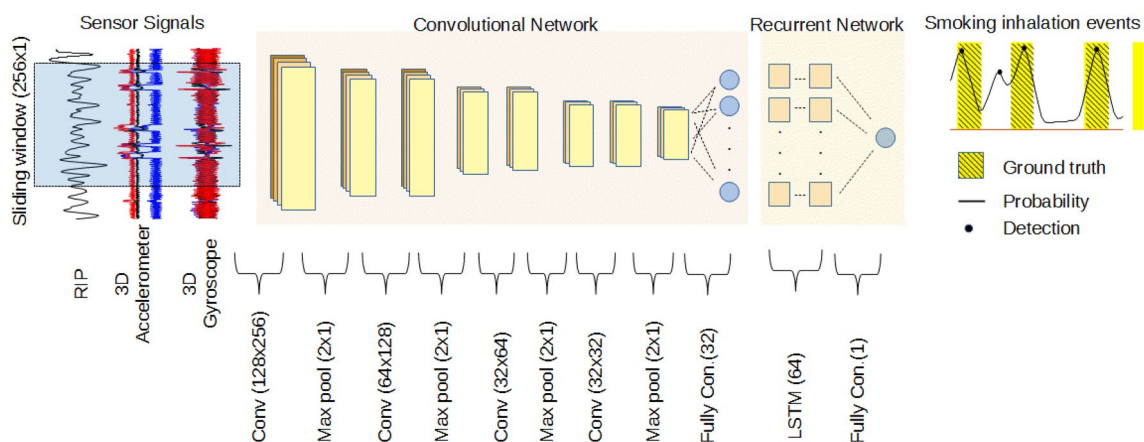 Sensor Signals
Convolutional Network
Recurrent Network
Smoking inhalation events
Sliding window (256x1)
Ground truth
Probability
Detection
RIP
3D
Accelerometer
3D
Gyroscope
Conv (128x256)
Max pool (2x1)
Conv (64x128)
Max pool (2x1)
Conv (32x64)
Max pool (2x1)
Conv (32x32)
Max pool (2x1)
Fully Con.(32)
LSTM (64)
Fully Con.(1)